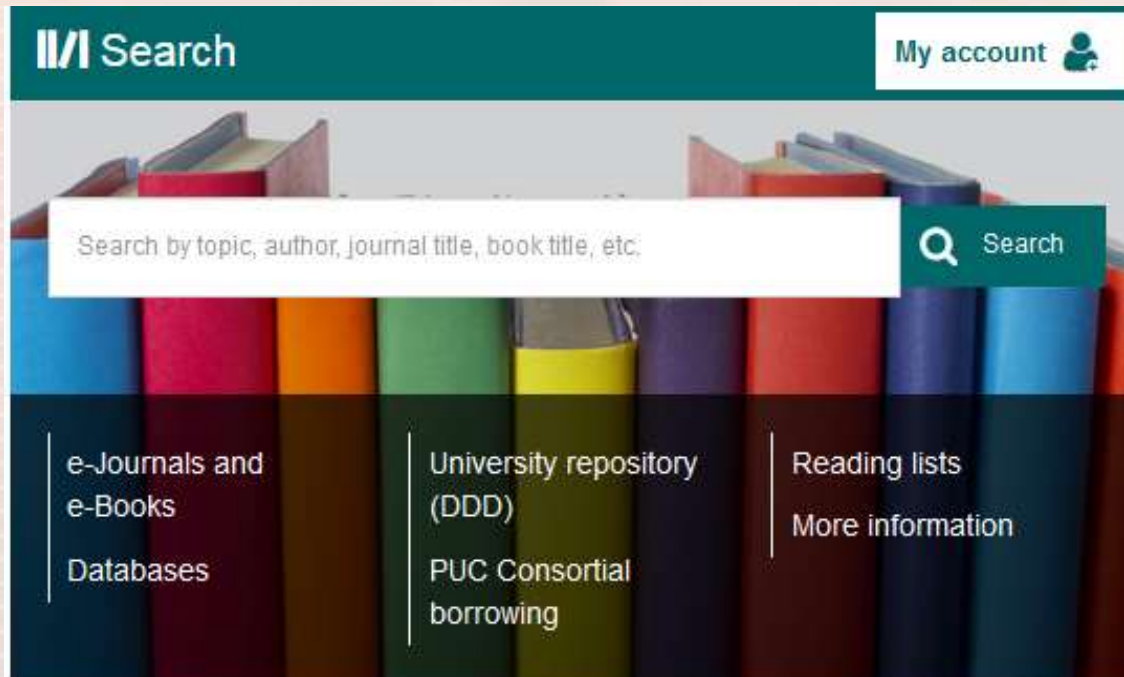 Search
My account
Search by topic, author, journal title, book title, etc.
Search
e-Journals and
e-Books
Databases
University repository
(DDD)
PUC Consortial
borrowing
Reading lists
More information